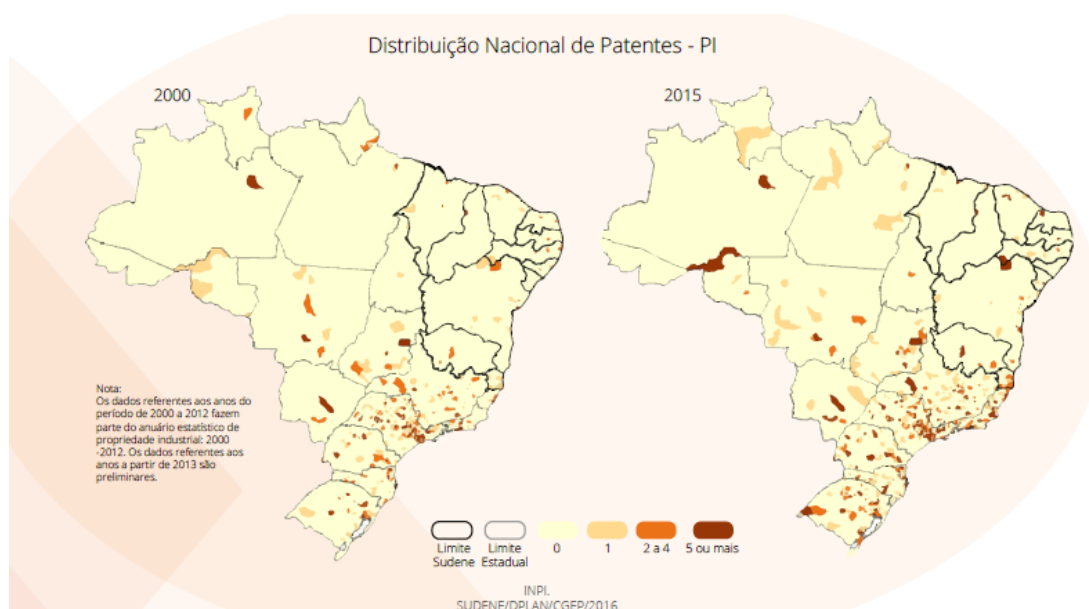 Distribuição Nacional de Patentes - PI
2000
2015
Nota:
Os dados referentes aos anos do
período de 2000 a 2012 fazem
parte do anuário estatístico de
propriedade industrial: 2000
-2012. Os dados referentes aos
anos a partir de 2013 são
preliminares.
Limite
Sudene
Limite
Estadual
0
1
2 a 4
5 ou mais
INPI.
SUDENE/DPLAN/CGEP/2016